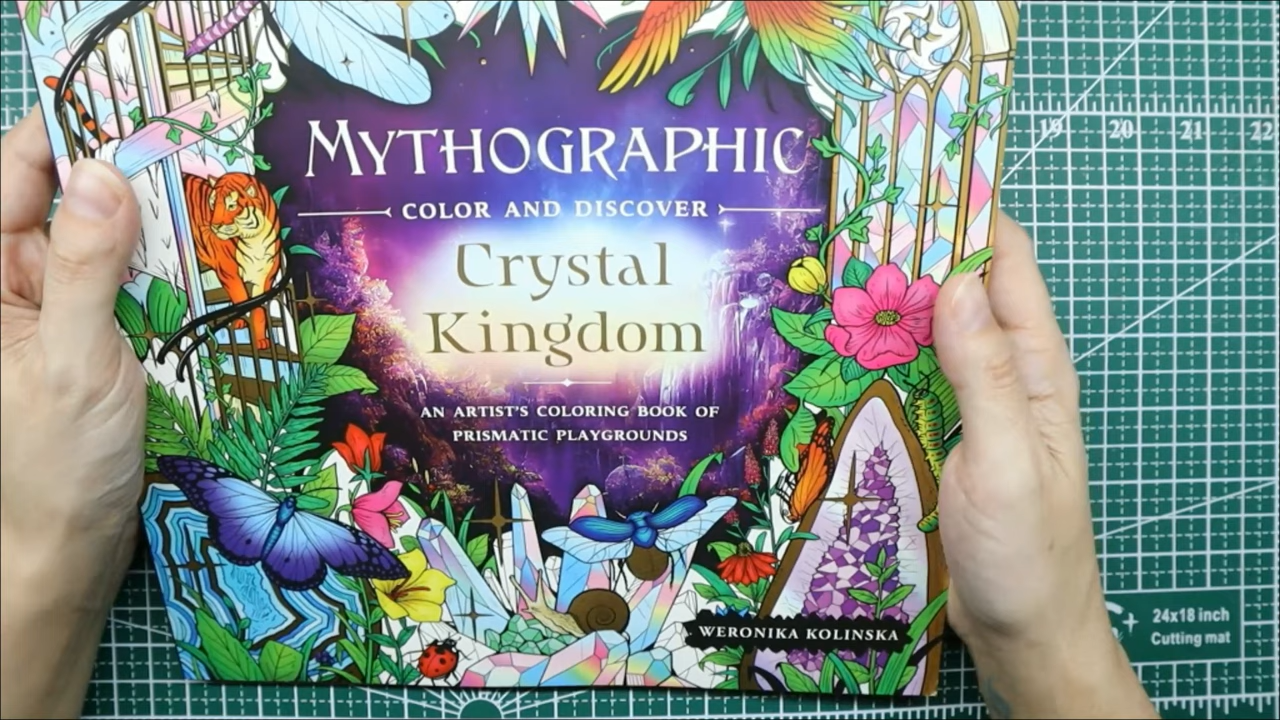 19 20 21 22
MYTHOGRAPHIC
COLOR AND DISCOVER
Crystal
Kingdom
AN ARTIST'S COLORING BOOK OF
PRISMATIC PLAYGROUNDS
WERONIKA KOLINSKA
24x18 inch
Cutting mat